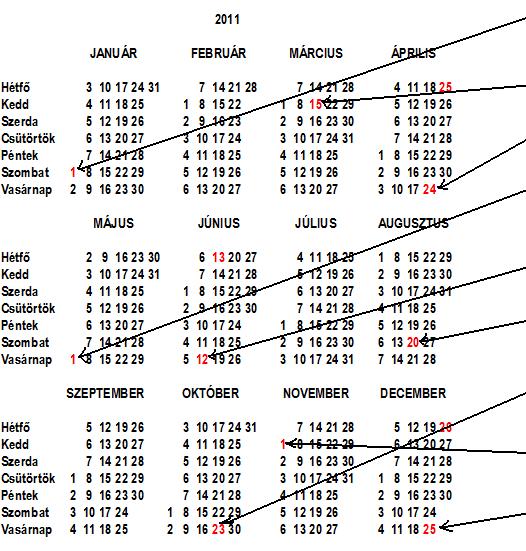 2011
JANUÁR FEBRUÁR MÁRCIUS ÁPRILIS
Hétfő 3 10 17 24 31 7 14 21 28 7 14 21 28 4 11 18 25
Kedd 4 11 18 25 1 8 15 22 1 8 15 22 29 5 12 19 26
Szerda 5 12 19 26 2 9 16 23 2 9 16 23 30 6 13 20 27
Csütörtök 6 13 20 27 3 10 17 24 3 10 17 24 31 7 14 21 28
Péntek 7 14 21 28 4 11 18 25 4 11 18 25 1 8 15 22 29
Szombat 1 8 15 22 29 5 12 19 26 5 12 19 26 2 9 16 23 30
Vasárnap 2 9 16 23 30 6 13 20 27 6 13 20 27 3 10 17 24
MÁJUS JÚNIUS JÚLIUS AUGUSZTUS
Hétfő 2 9 16 23 30 6 13 20 27 4 11 18 25 1 8 15 22 29
Kedd 3 10 17 24 31 7 14 21 28 5 12 19 26 2 9 16 23 30
Szerda 4 11 18 25 1 8 15 22 29 6 13 20 27 3 10 17 24 31
Csütörtök 5 12 19 26 2 9 16 23 30 7 14 21 28 4 11 18 25
Péntek 6 13 20 27 3 10 17 24 1 8 15 22 29 5 12 19 26
Szombat 7 14 21 28 4 11 18 25 2 9 16 23 30 6 13 20 27
Vasárnap 1 8 15 22 29 5 12 19 26 3 10 17 24 31 7 14 21 28
SZEPTEMBER OKTÓBER NOVEMBER DECEMBER
Hétfő 5 12 19 26 3 10 17 24 31 7 14 21 28 5 12 19 26
Kedd 6 13 20 27 4 11 18 25 1 8 15 22 29 6 13 20 27
Szerda 7 14 21 28 5 12 19 26 2 9 16 23 30 7 14 21 28
Csütörtök 1 8 15 22 29 6 13 20 27 3 10 17 24 31 1 8 15 22 29
Péntek 2 9 16 23 30 7 14 21 28 4 11 18 25 2 9 16 23 30
Szombat 3 10 17 24 1 8 15 22 29 5 12 19 26 3 10 17 24
Vasárnap 4 11 18 25 2 9 16 23 30 6 13 20 27 4 11 18 25